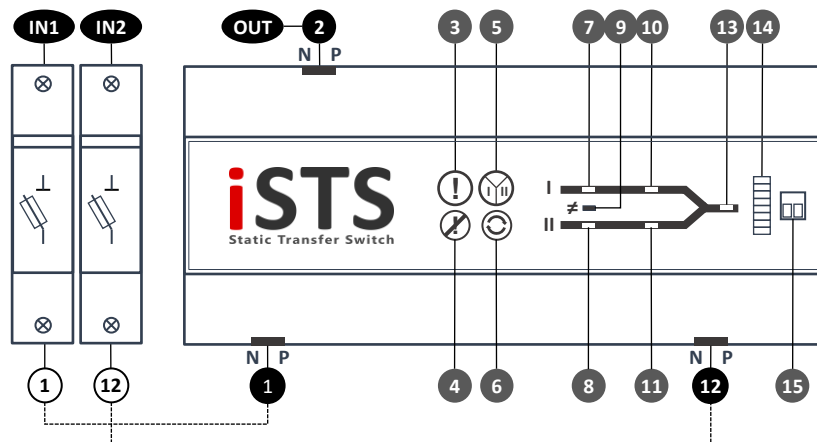 IN1 IN2 OUT 2 3 5 7 9 10 13 14
N P
! I II I
≠
iSTS
II
Static Transfer Switch
N P N P
1 12 1 4 6 8 11 12 15